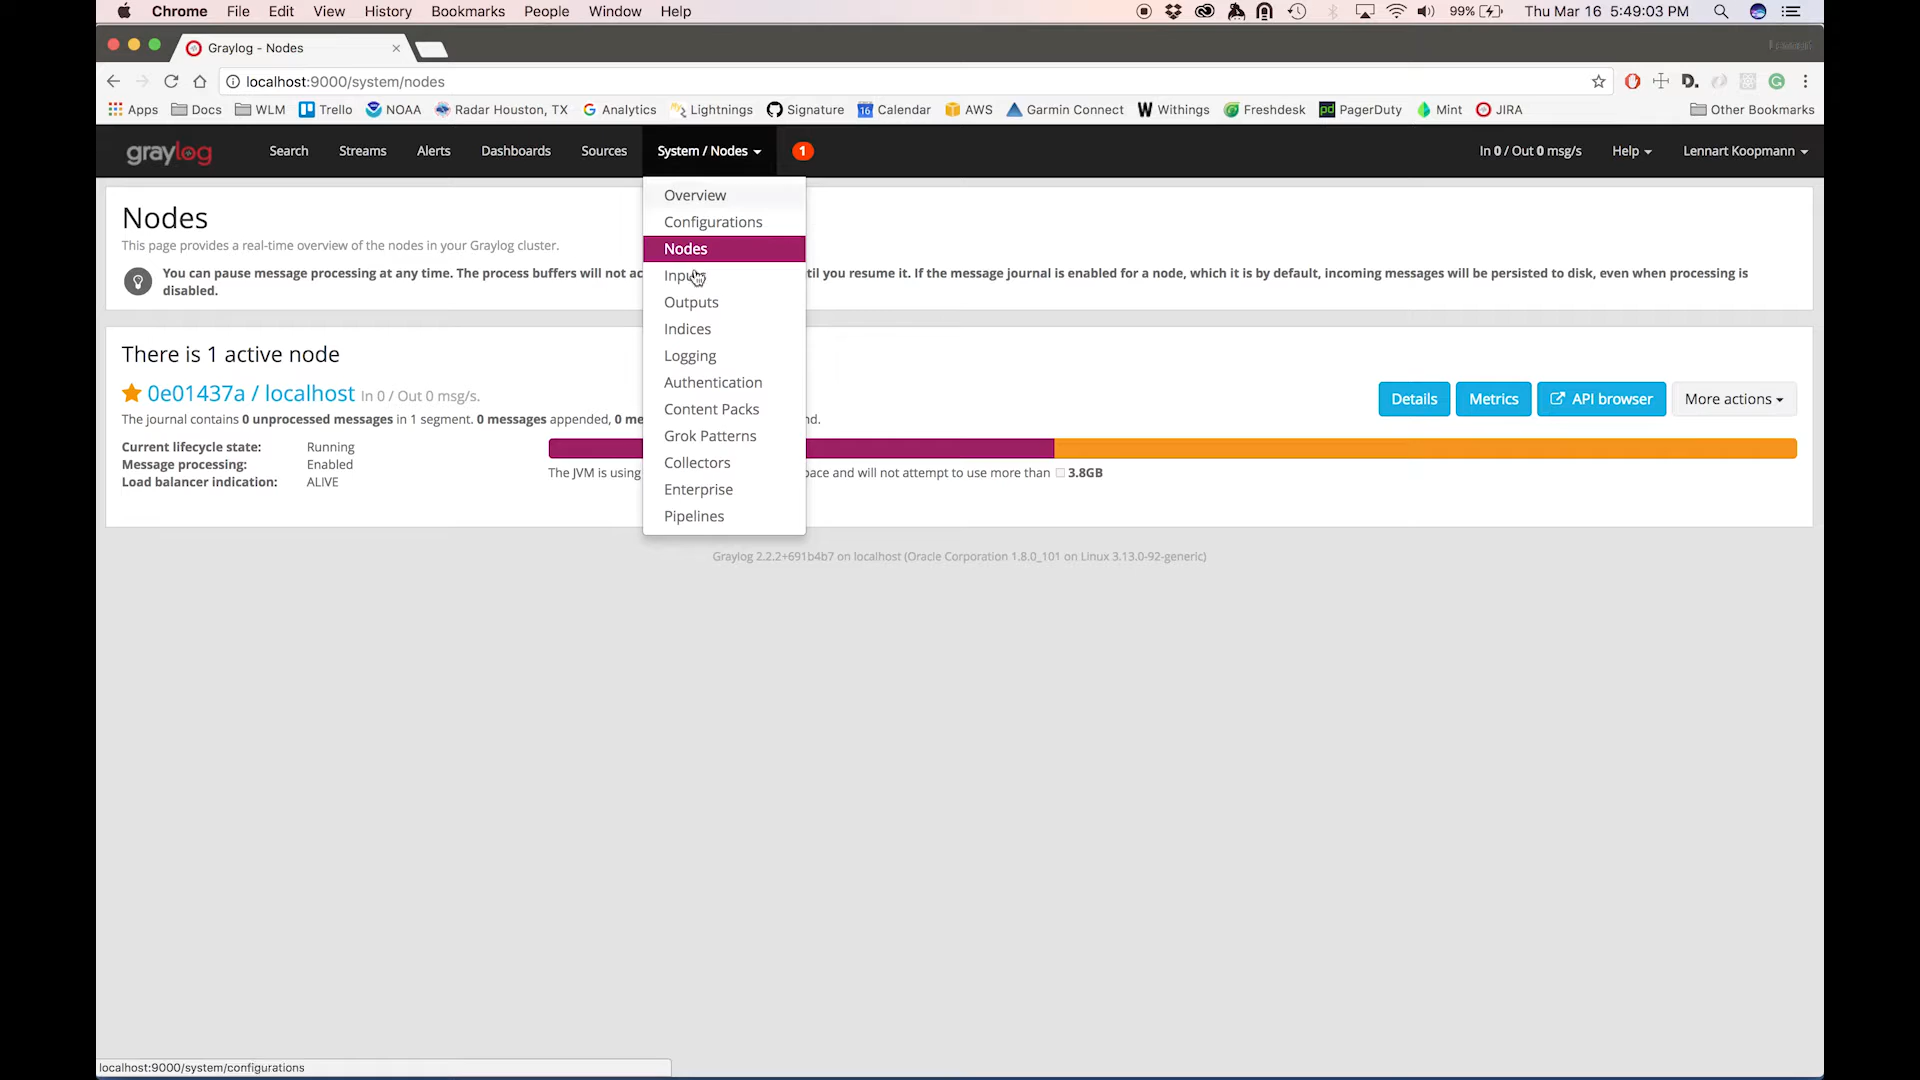 Chrome File Edit View History Bookmarks People Window Help 99% Thu Mar 16 5:49:03 PM
Graylog - Nodes
localhost:9000/system/nodes
Apps Docs WLM Trello NOAA Radar Houston, TX Analytics Lightnings Signature Calendar AWS Garmin Connect Withings Freshdesk PagerDuty Mint JIRA Other Bookmarks
graylog Search Streams Alerts Dashboards Sources System / Nodes 1 In 0 / Out 0 msg/s Help Lennart Koopmann
Overview
Configurations
Nodes
Outputs
Indices
Logging
Authentication
Content Packs
Grok Patterns
Collectors
Enterprise
Pipelines
Nodes
This page provides a real-time overview of the nodes in your Graylog cluster.
You can pause message processing at any time. The process buffers will not til you resume it. If the message journal is enabled for a node, which it is by default, incoming messages will be persisted to disk, even when processing is
disabled.
There is 1 active node
0e01437a / localhost In 0 / Out 0 msg/s.
Details Metrics API browser More actions
The journal contains 0 unprocessed messages in 1 segment. 0 messages appended, 0
Current lifecycle state: Running
Message processing: Enabled
Load balancer indication: ALIVE
The JVM is using and will not attempt to use more than 3.8GB
Graylog 2.2.2+691b4b7 on localhost (Oracle Corporation 1.8.0_101 on Linux 3.13.0-92-generic)
localhost:9000/system/configurations